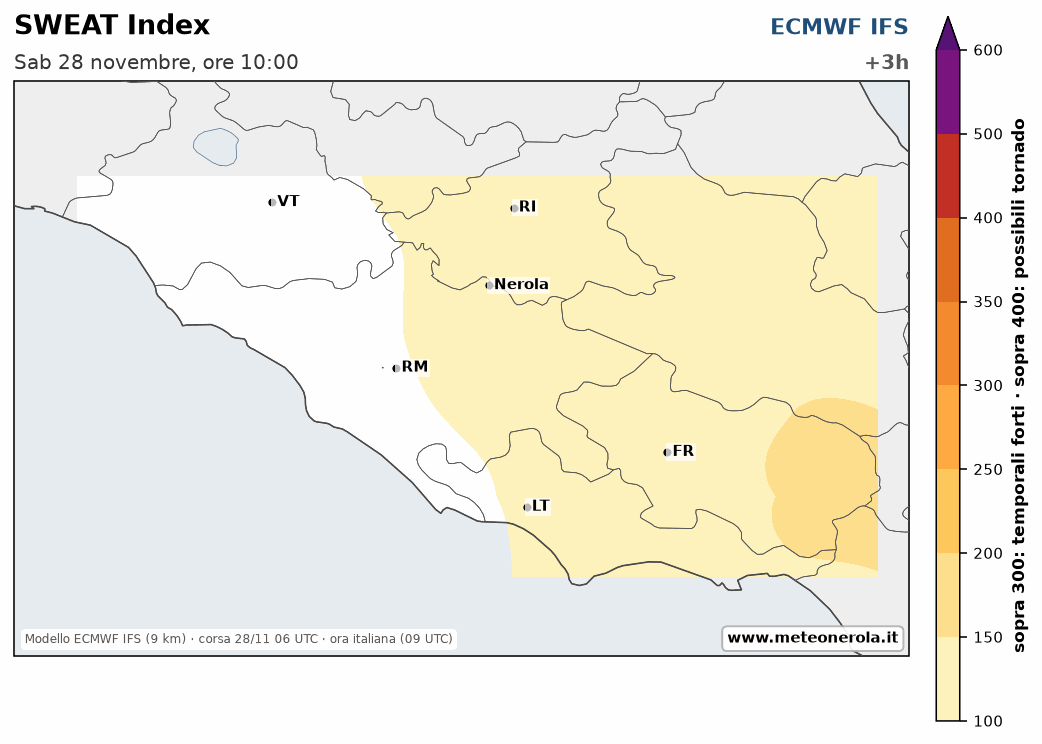 SWEAT Index
ECMWF IFS
Sab 28 novembre, ore 10:00
+3h
VT
RI
Nerola
RM
FR
LT
Modello ECMWF IFS (9 km) · corsa 28/11 06 UTC · ora italiana (09 UTC)
www.meteonerola.it
600
500
400
350
300
250
200
150
100
sopra 300: temporali forti · sopra 400: possibili tornado